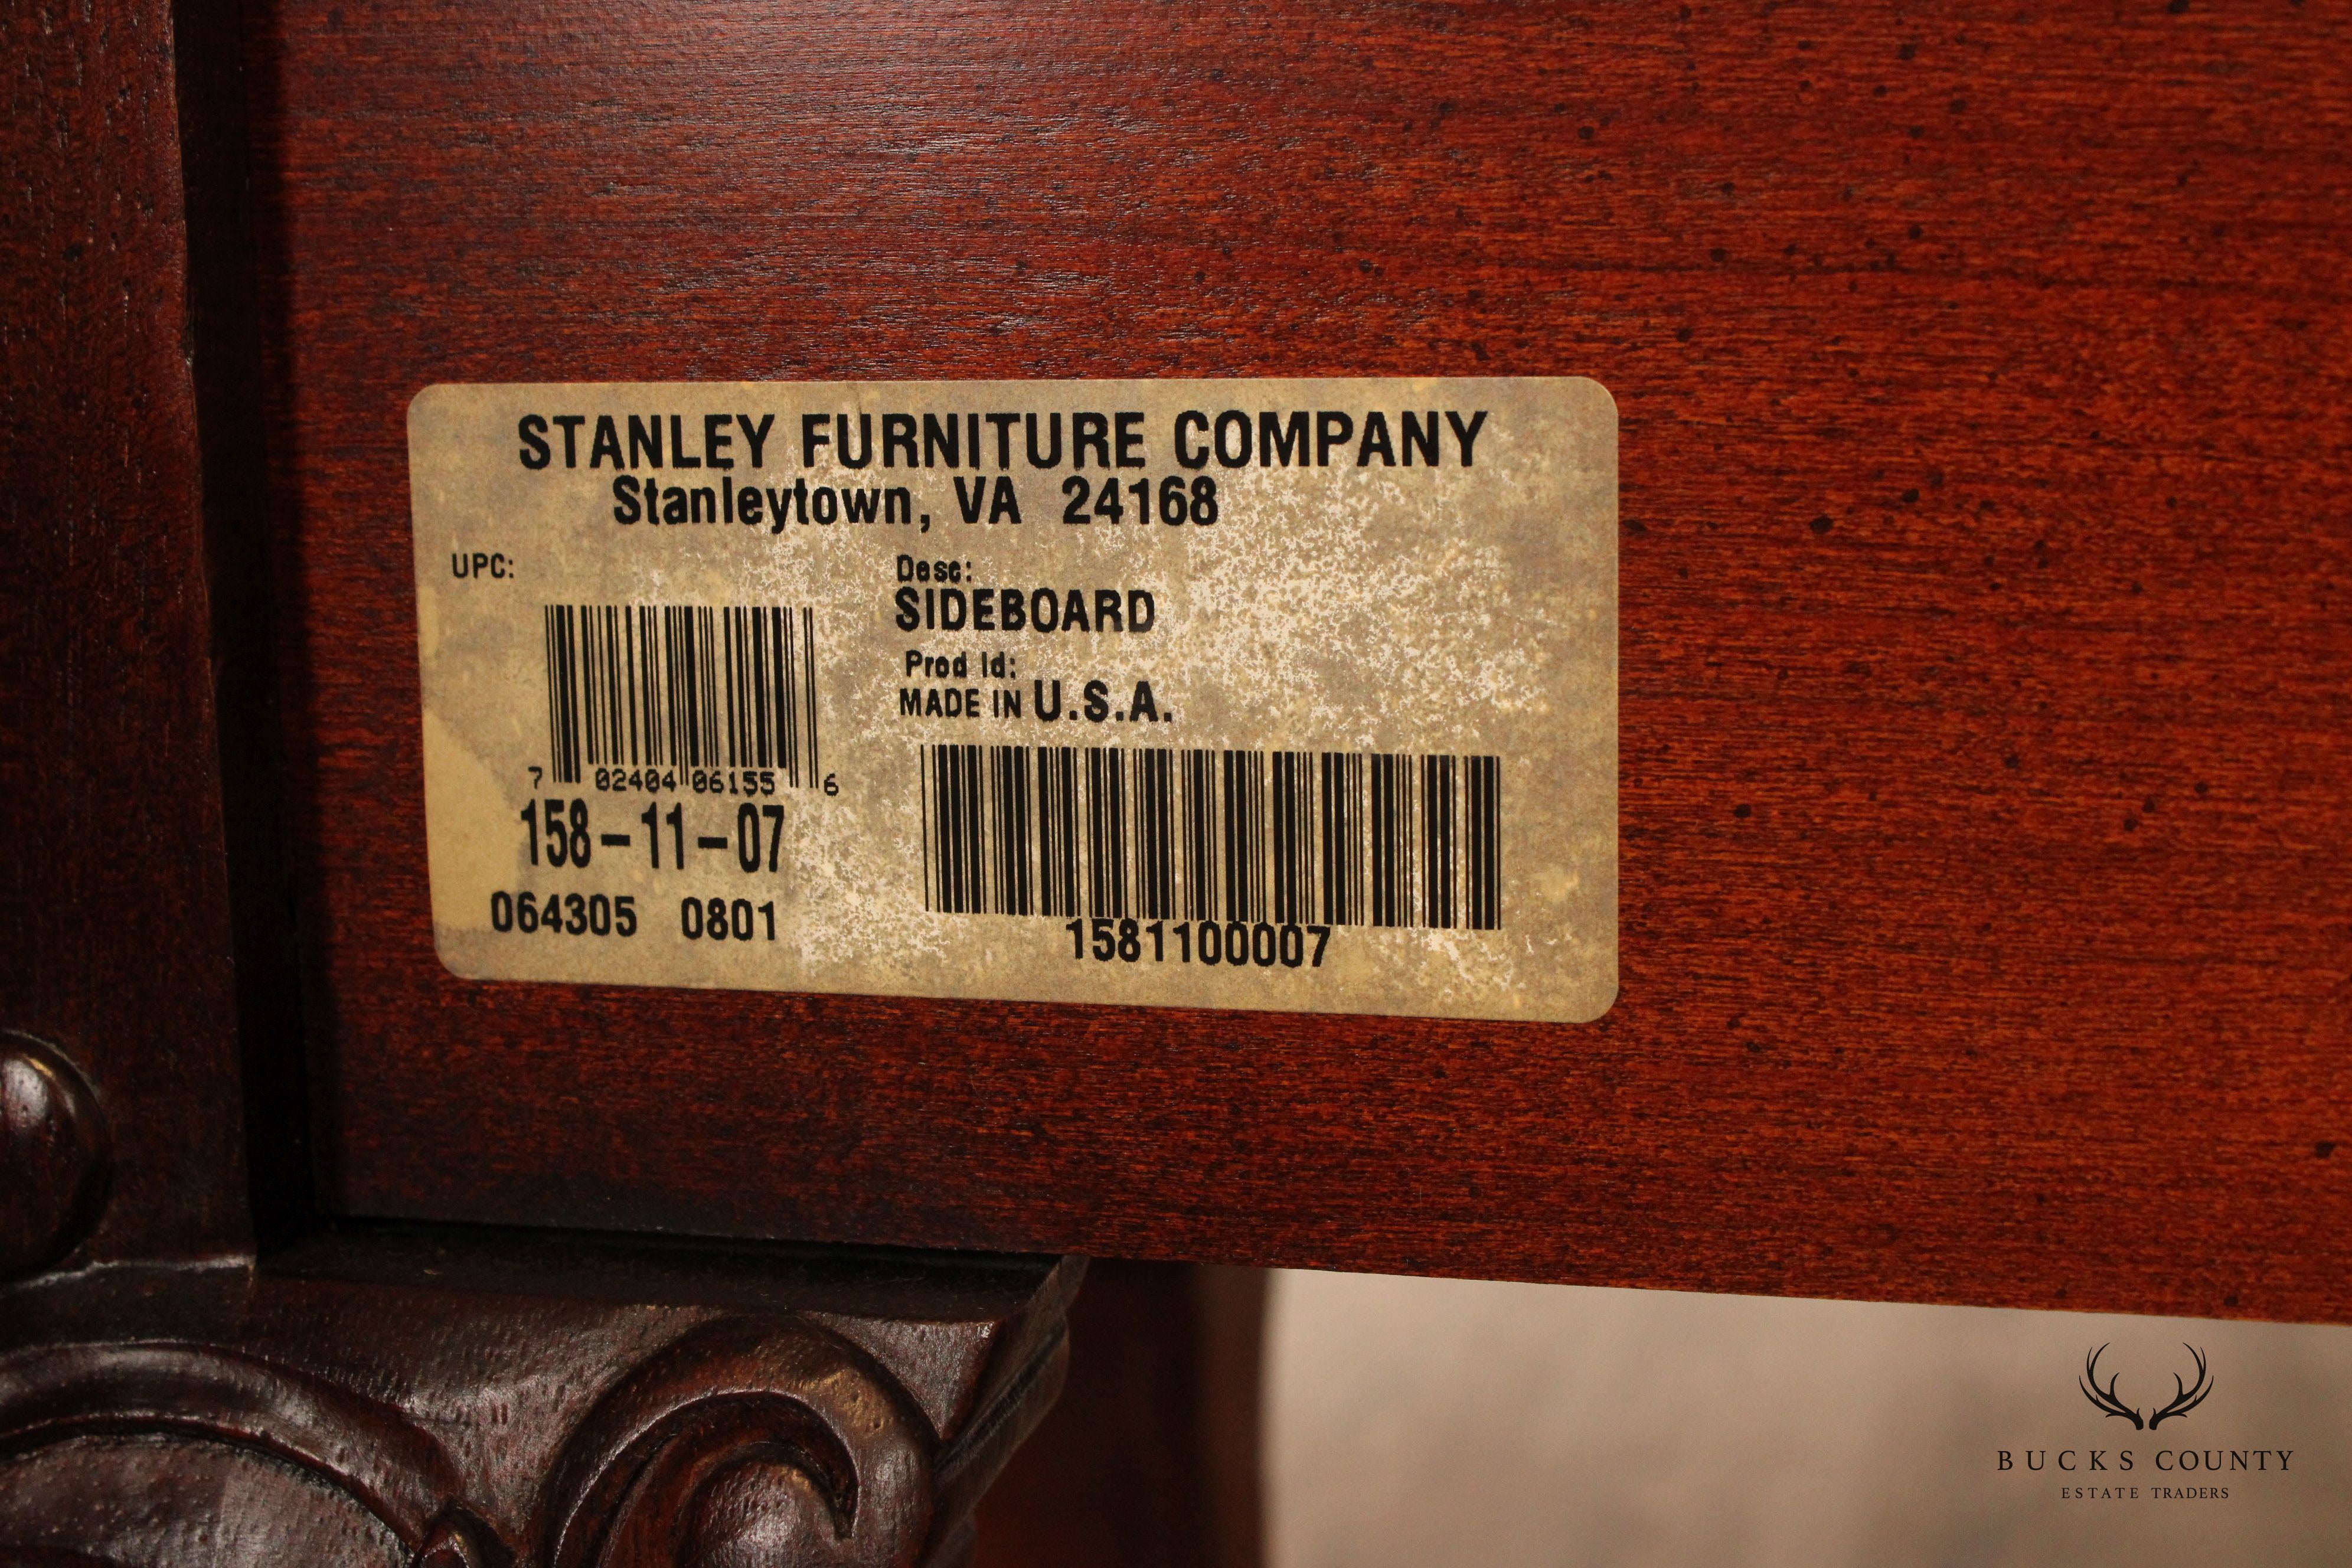 STANLEY FURNITURE COMPANY
Stanleytown, VA 24168
UPC:
7 02404 06155 6
158-11-07
064305 0801
Desc:
SIDEBOARD
Prod Id:
MADE IN U.S.A.
1581100007
BUCKS COUNTY
ESTATE TRADERS